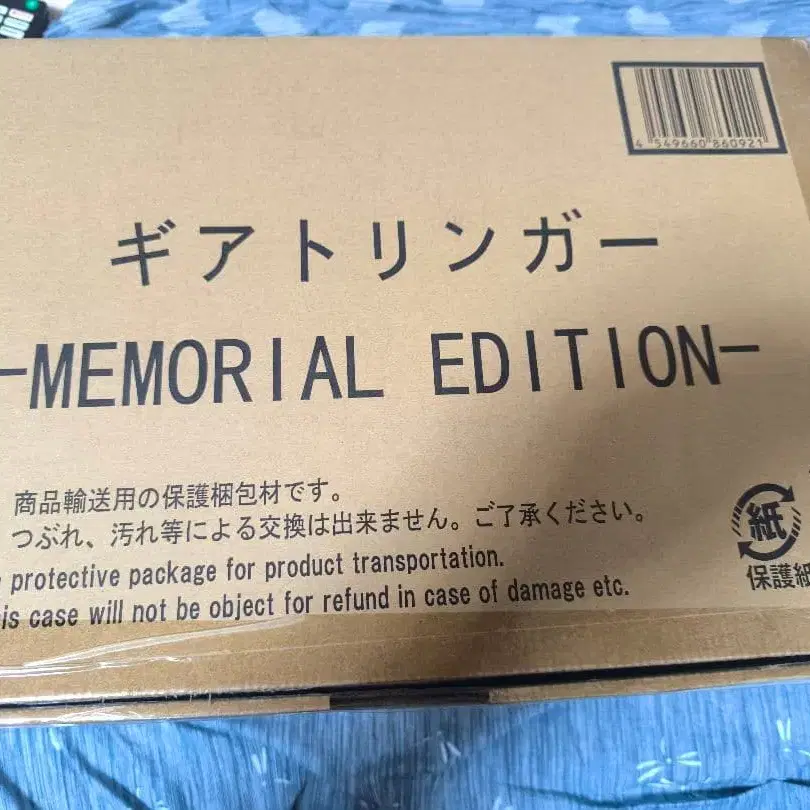 4 549660 860921
ギアトリンガー
-MEMORIAL EDITION-
商品輸送用の保護梱包材です。
つぶれ、汚れ等による交換は出来ません。ご了承ください。
protective package for product transportation.
is case will not be object for refund in case of damage etc.
紙
保護紙